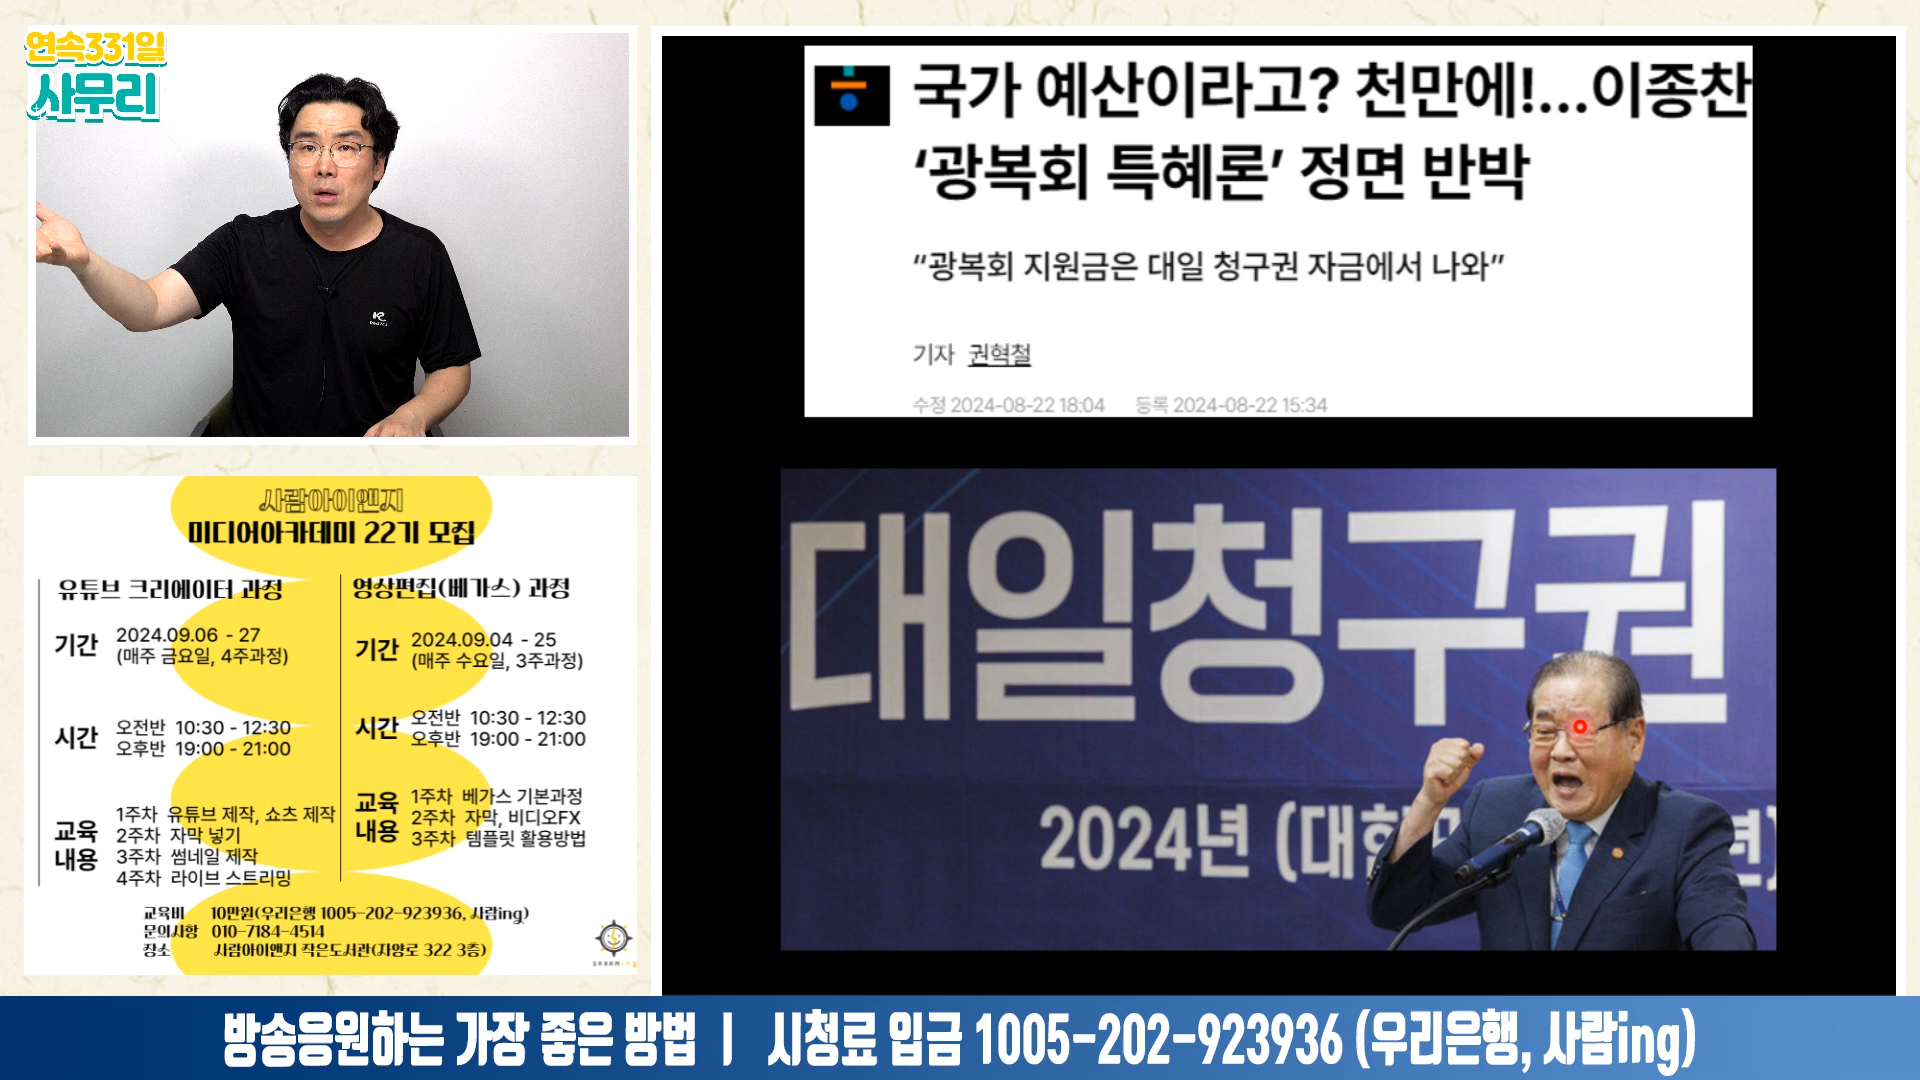 연속331일
사무리
국가 예산이라고? 천만에!...이종찬
‘광복회 특혜론’ 정면 반박
“광복회 지원금은 대일 청구권 자금에서 나와”
기자 권혁철
수정 2024-08-22 18:04 등록 2024-08-22 15:34
대일청구권
2024년 (대한
년)
사람아이앤지
미디어아카데미 22기 모집
유튜브 크리에이터 과정
기간 2024.09.06 - 27
(매주 금요일, 4주과정)
시간 오전반 10:30 - 12:30
오후반 19:00 - 21:00
교육
내용
1주차 유튜브 제작, 쇼츠 제작
2주차 자막 넣기
3주차 썸네일 제작
4주차 라이브 스트리밍
영상편집(베가스) 과정
기간 2024.09.04 - 25
(매주 수요일, 3주과정)
시간 오전반 10:30 - 12:30
오후반 19:00 - 21:00
교육
내용
1주차 베가스 기본과정
2주차 자막, 비디오FX
3주차 템플릿 활용방법
교육비 10만원(우리은행 1005-202-923936, 사람ing)
문의사항 010-7184-4514
장소 사람아이앤지 작은도서관(자양로 322 3층)
방송응원하는 가장 좋은 방법 | 시청료 입금 1005-202-923936 (우리은행, 사람ing)